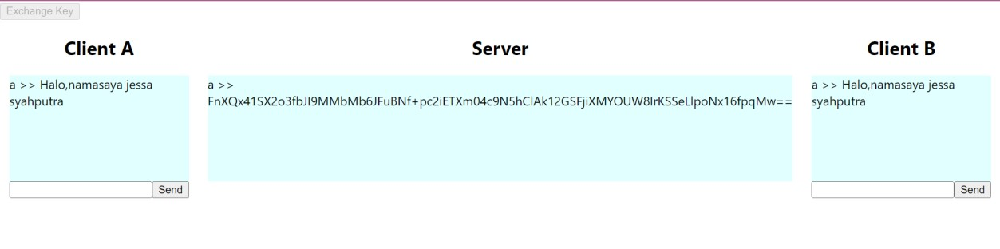 Exchange Key
Client A
Server
Client B
a >> Halo,namasaya jessa
syahputra
a >>
FnXQx41SX2o3fbJI9MMbMb6JFuBNf+pc2iETXm04c9N5hClAk12GSFjiXMYOUW8IrKSSeLlpoNx16fpqMw==
a >> Halo,namasaya jessa
syahputra
Send
Send